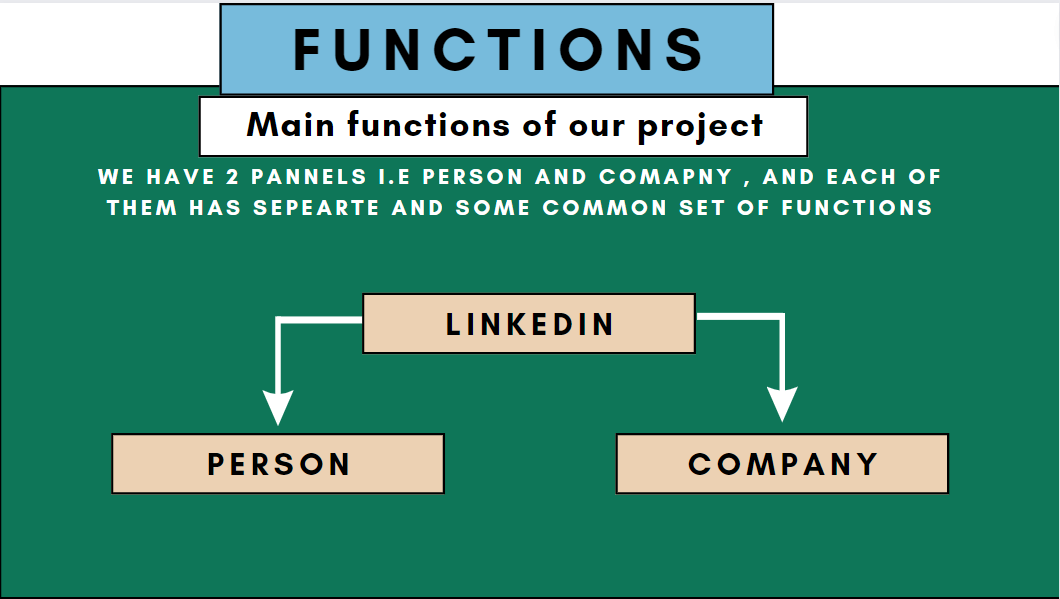 FUNCTIONS
Main functions of our project
WE HAVE 2 PANNELS I.E PERSON AND COMAPNY , AND EACH OF
THEM HAS SEPEARTE AND SOME COMMON SET OF FUNCTIONS
LINKEDIN
PERSON
COMPANY